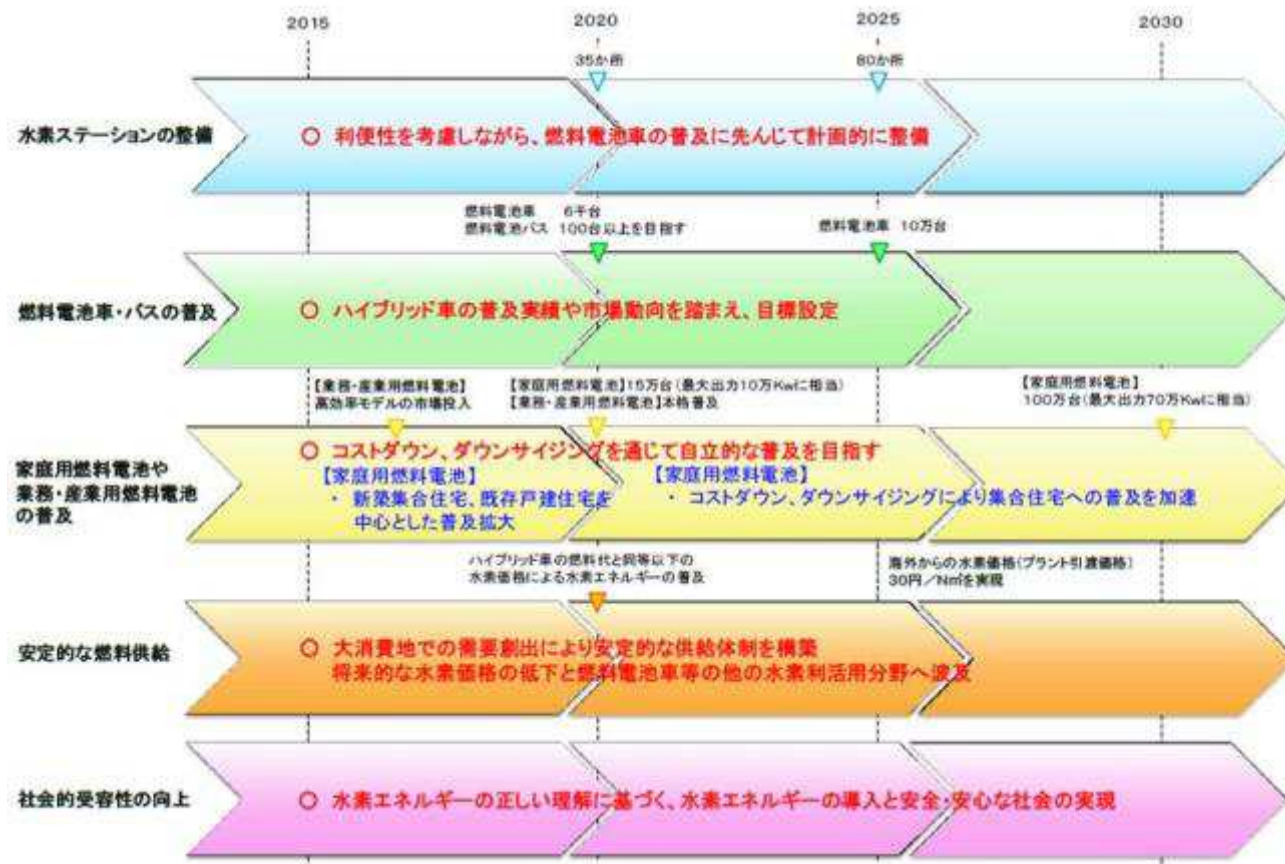 2015
2020
2025
2030
35か所
80か所
水素ステーションの整備
○ 利便性を考慮しながら、燃料電池車の普及に先んじて計画的に整備
燃料電池車 6千台
燃料電池バス 100台以上を目指す
燃料電池車 10万台
燃料電池車・バスの普及
○ ハイブリッド車の普及実績や市場動向を踏まえ、目標設定
【業務・産業用燃料電池】
高効率モデルの市場投入
【家庭用燃料電池】15万台(最大出力10万Kwに相当)
【業務・産業用燃料電池】本格普及
【家庭用燃料電池】
100万台(最大出力70万Kwに相当)
家庭用燃料電池や
業務・産業用燃料電池
の普及
○ コストダウン、ダウンサイジングを通じて自立的な普及を目指す
【家庭用燃料電池】
・ 新築集合住宅、既存戸建住宅を
中心とした普及拡大
【家庭用燃料電池】
・ コストダウン、ダウンサイジングにより集合住宅への普及を加速
ハイブリッド車の燃料代と同等以下の
水素価格による水素エネルギーの普及
海外からの水素価格(プラント引渡価格)
30円/N㎥を実現
安定的な燃料供給
○ 大消費地での需要創出により安定的な供給体制を構築
将来的な水素価格の低下と燃料電池車等の他の水素利活用分野へ波及
社会的受容性の向上
○ 水素エネルギーの正しい理解に基づく、水素エネルギーの導入と安全・安心な社会の実現